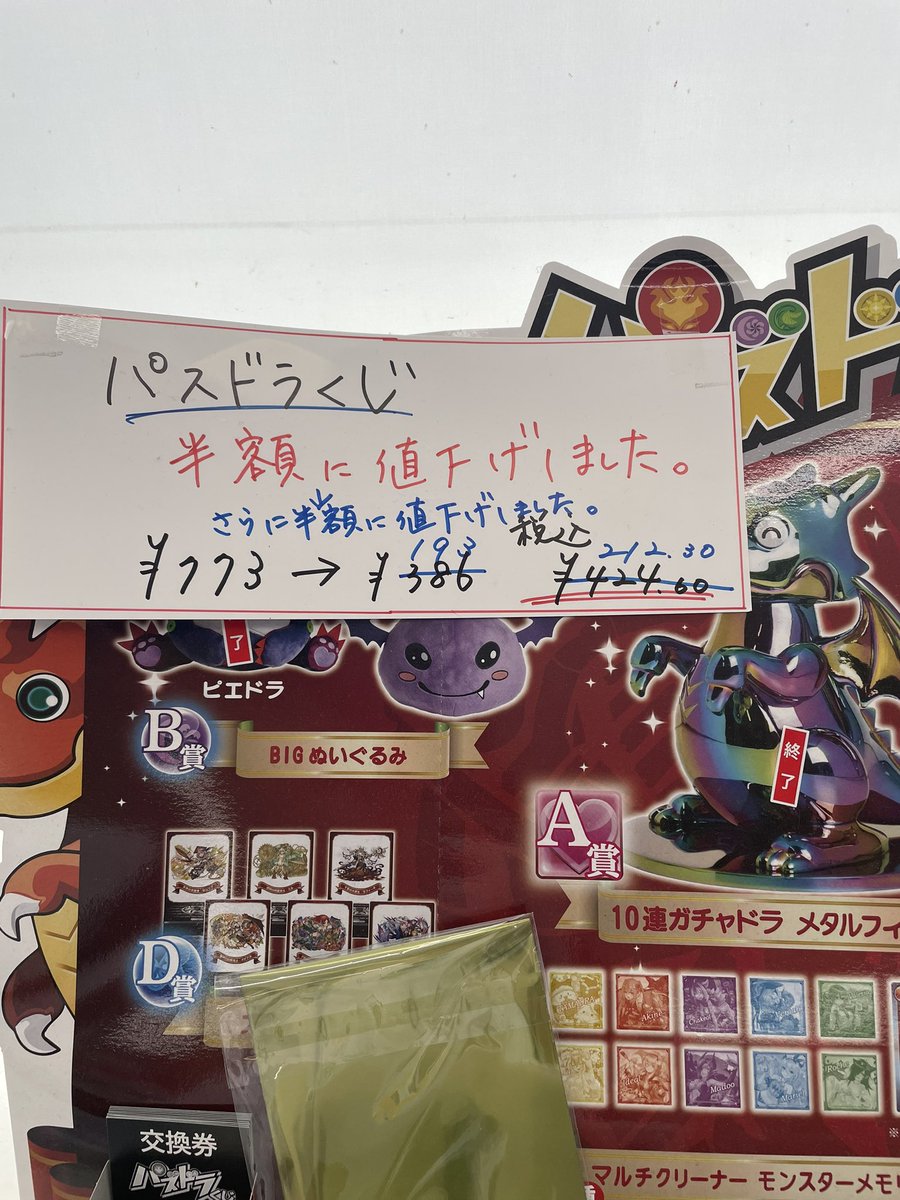 パズド
パスドラくじ
半額に値下げしました。
さらに半額に値下げしました。
税込
193 212.30
¥773 → ¥386 ¥424.60
了
ピエドラ
B賞
BIGぬいぐるみ
終了
A賞
10連ガチャドラ メタルフィ
D賞
交換券
パズドラくじ
マルチクリーナー モンスターメモ